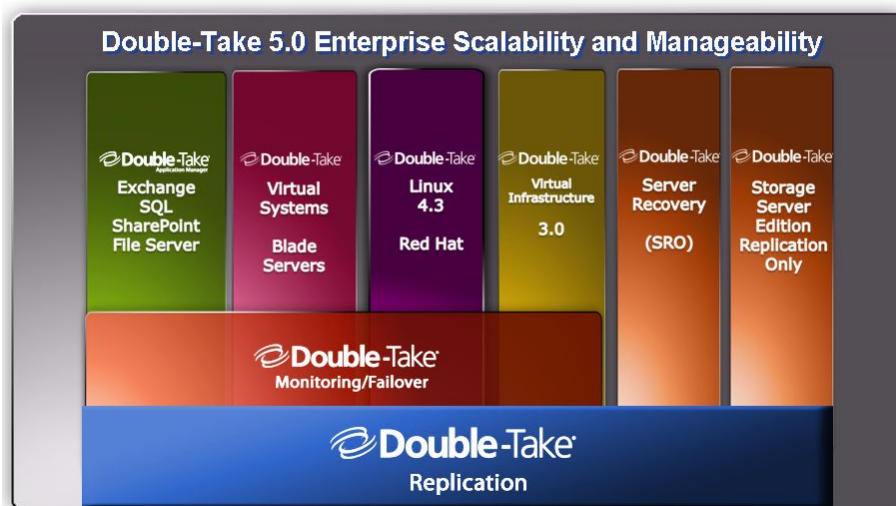 Double-Take 5.0 Enterprise Scalability and Manageability
Double-Take
Application Manager
Exchange
SQL
SharePoint
File Server
Double-Take
Virtual
Systems
Blade
Servers
Double-Take
Linux
4.3
Red Hat
Double-Take
Virtual
Infrastructure
3.0
Double-Take
Server
Recovery
(SRO)
Double-Take
Storage
Server
Edition
Replication
Only
Double-Take
Monitoring/Failover
Double-Take
Replication